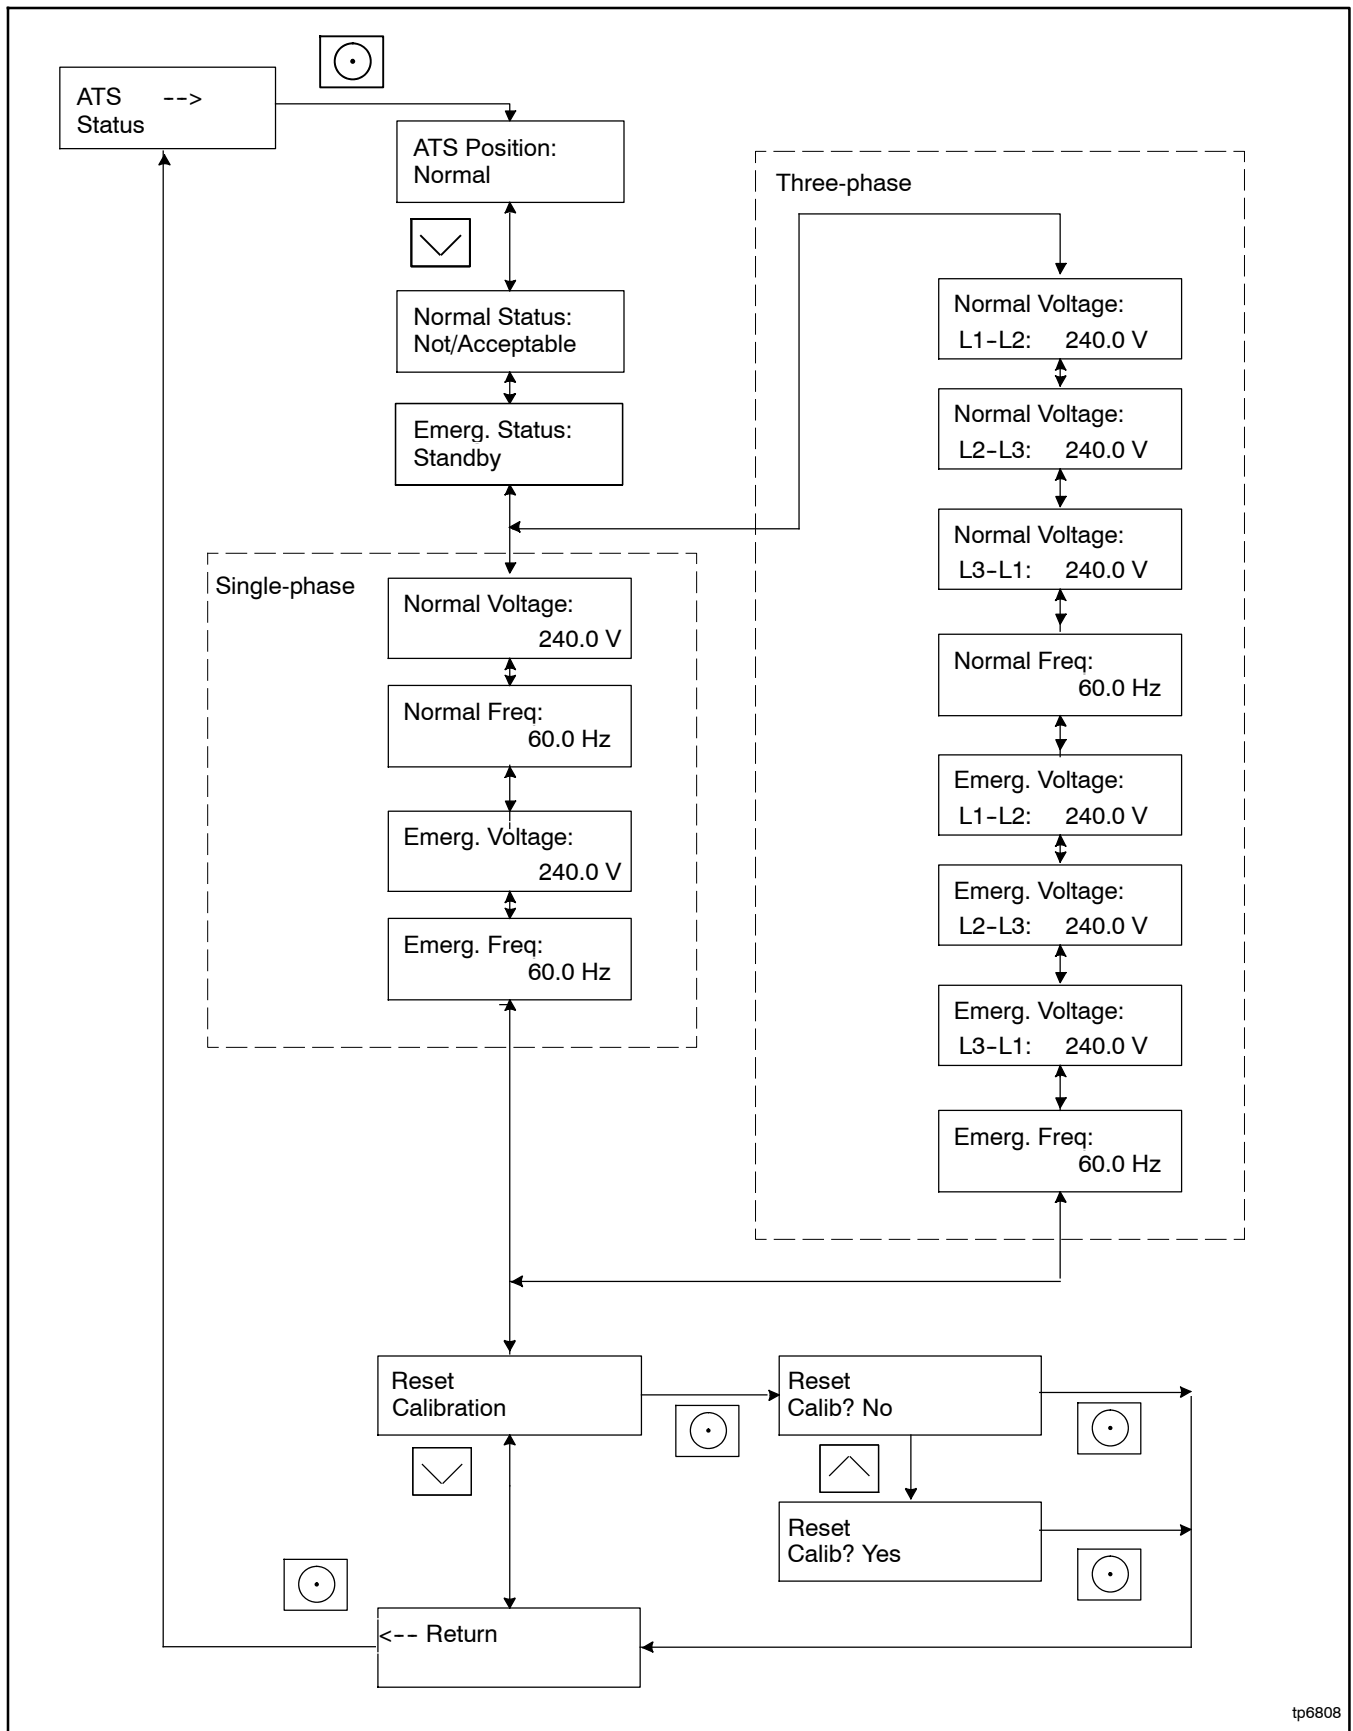 ATS -->
Status
ATS Position:
Normal
Normal Status:
Not/Acceptable
Emerg. Status:
Standby
Single-phase
Normal Voltage:
240.0 V
Normal Freq:
60.0 Hz
Emerg. Voltage:
240.0 V
Emerg. Freq:
60.0 Hz
Three-phase
Normal Voltage:
L1-L2: 240.0 V
Normal Voltage:
L2-L3: 240.0 V
Normal Voltage:
L3-L1: 240.0 V
Normal Freq:
60.0 Hz
Emerg. Voltage:
L1-L2: 240.0 V
Emerg. Voltage:
L2-L3: 240.0 V
Emerg. Voltage:
L3-L1: 240.0 V
Emerg. Freq:
60.0 Hz
Reset
Calibration
Reset
Calib? No
Reset
Calib? Yes
<-- Return
tp6808